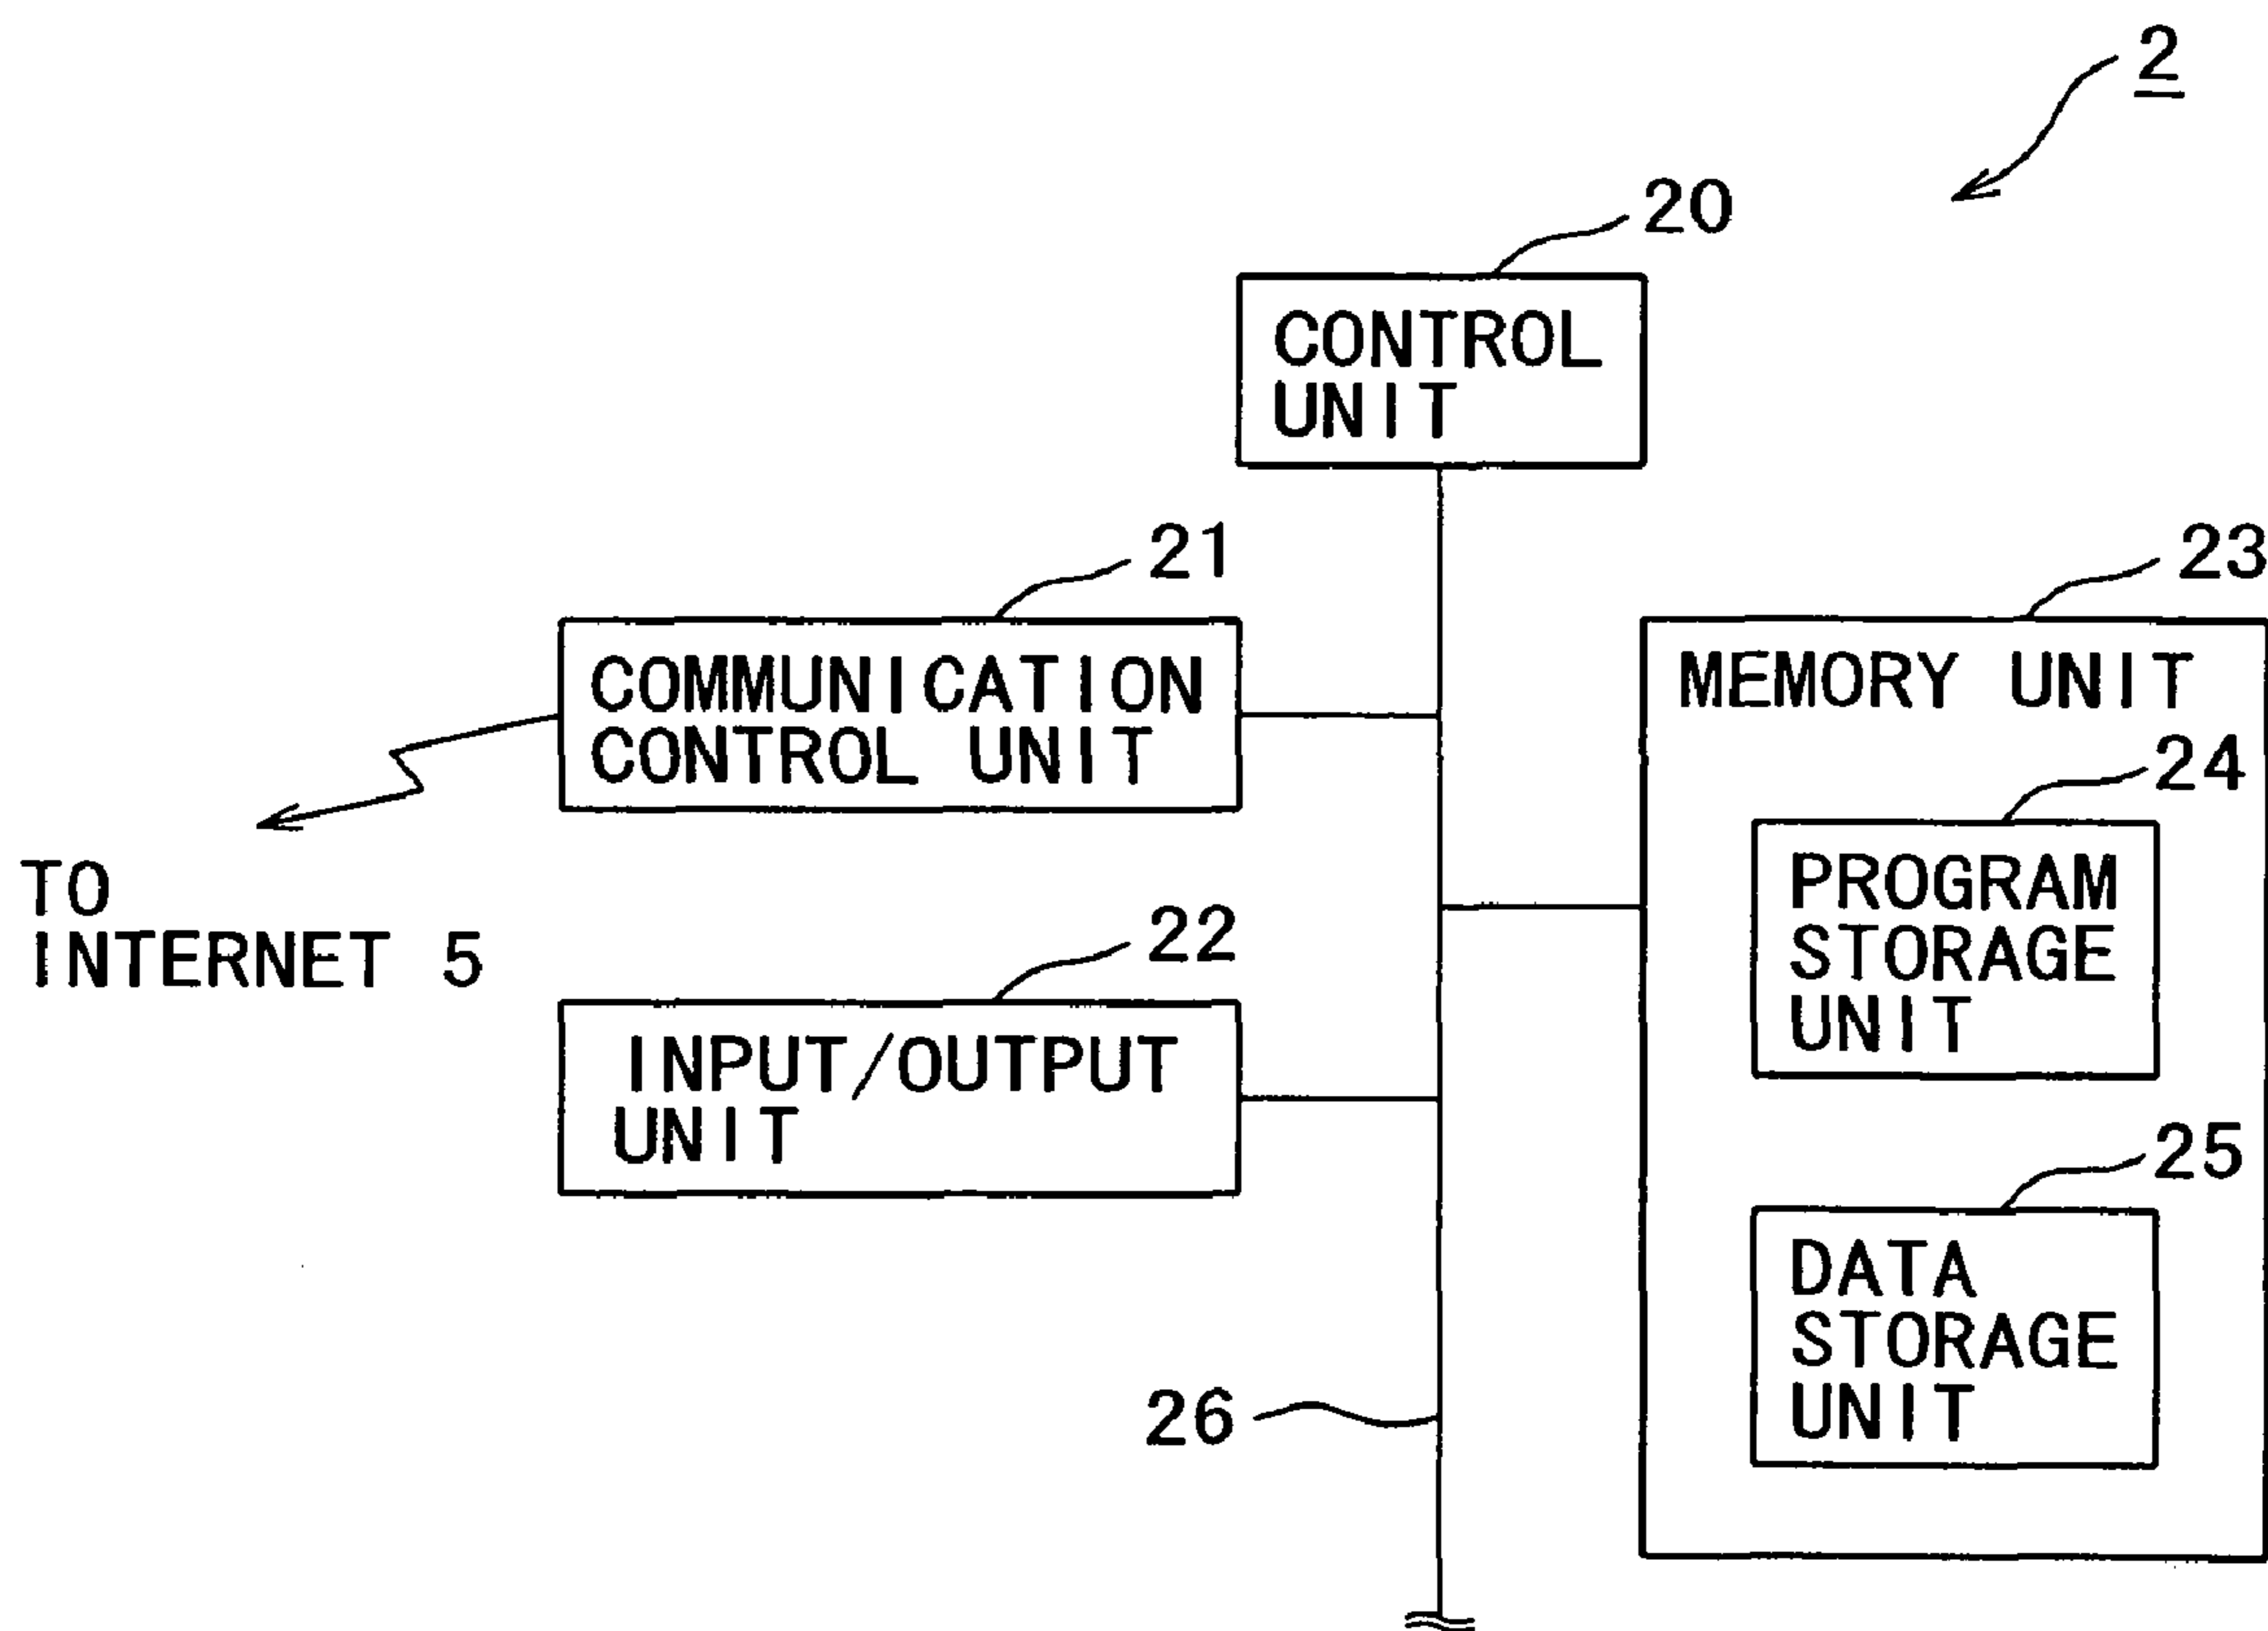 2
20
CONTROL
UNIT
21
COMMUNICATION
CONTROL UNIT
TO
INTERNET 5
22
INPUT/OUTPUT
UNIT
23
MEMORY UNIT
24
PROGRAM
STORAGE
UNIT
25
DATA
STORAGE
UNIT
26